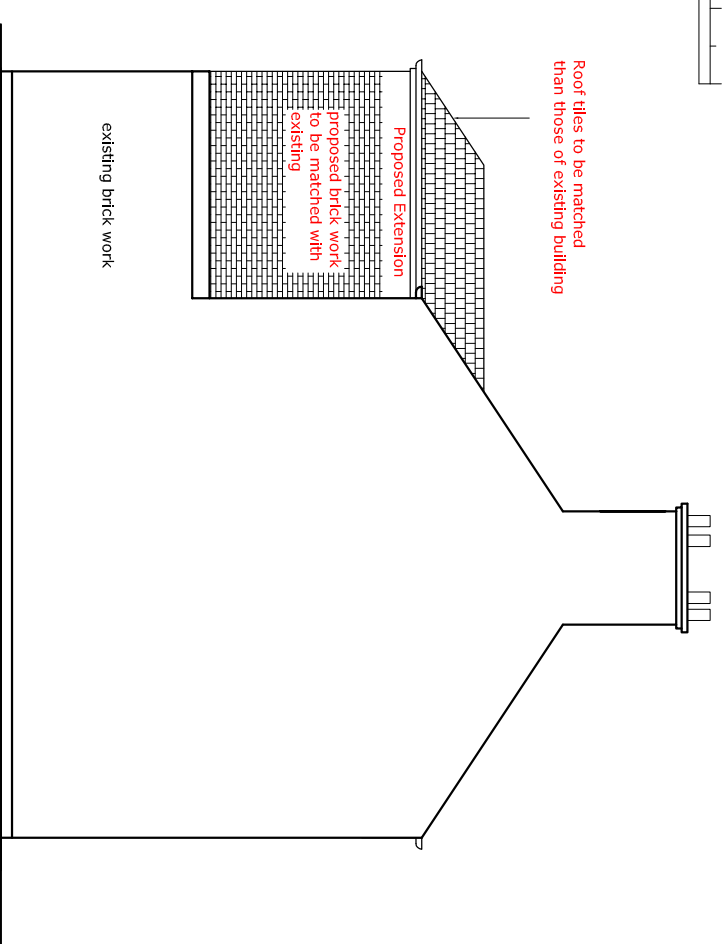 Roof tiles to be matched
than those of existing building
Proposed Extension
proposed brick work
to be matched with
existing
existing brick work